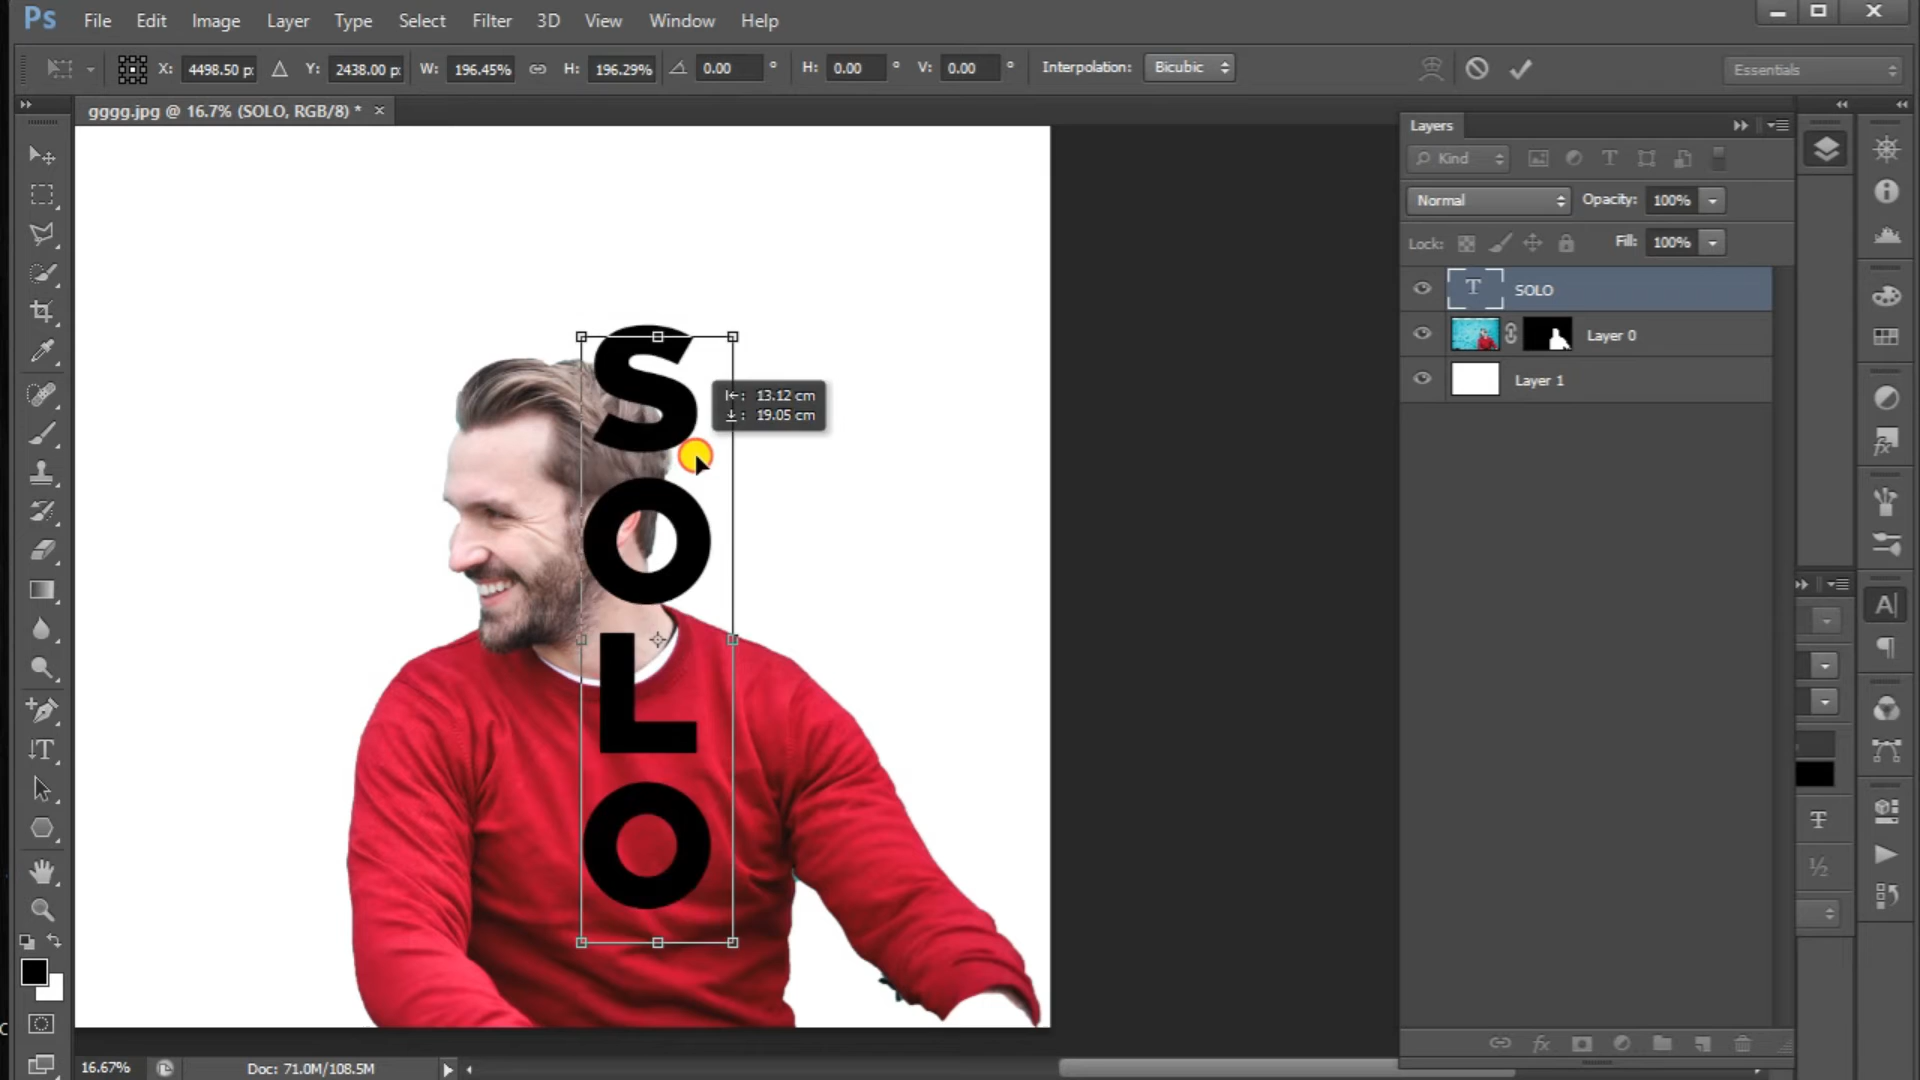 Ps File Edit Image Layer Type Select Filter 3D View Window Help
X: 4498.50 p: Y: 2438.00 p: W: 196.45% H: 196.29% 0.00 ° H: 0.00 ° V: 0.00 ° Interpolation: Bicubic Essentials
gggg.jpg @ 16.7% (SOLO, RGB/8) * ×
Layers
Kind
Normal Opacity: 100%
Lock: Fill: 100%
T SOLO
Layer 0
Layer 1
S
O
L
O
13.12 cm
19.05 cm
16.67% Doc: 71.0M/108.5M